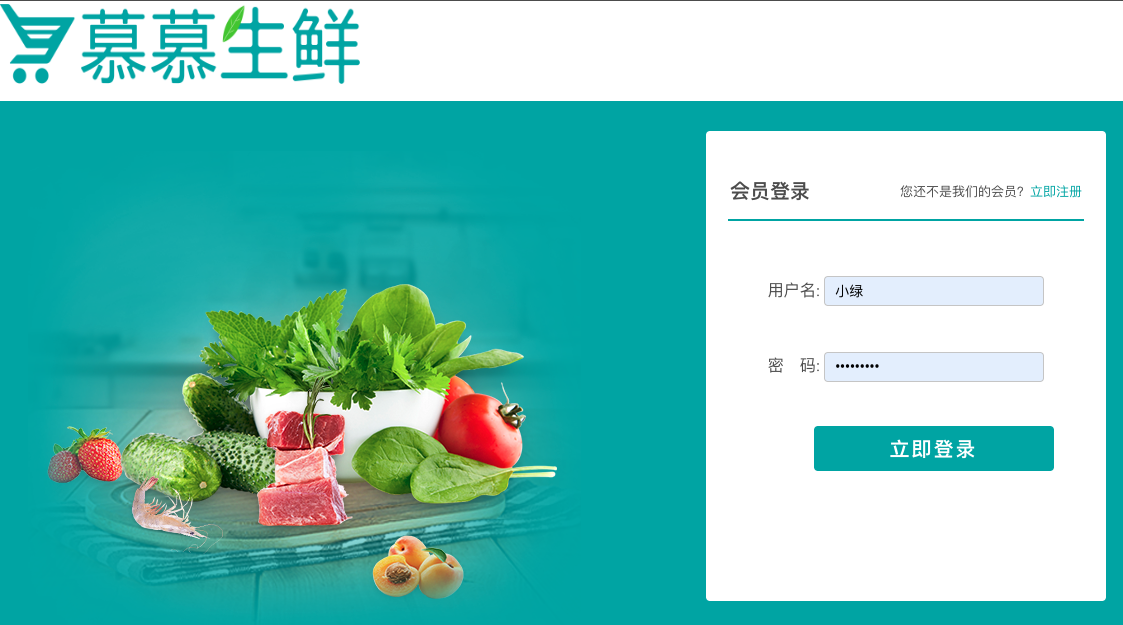 慕慕生鲜
会员登录
您还不是我们的会员? 立即注册
用户名: 小绿
密 码: •••••••••
立即登录